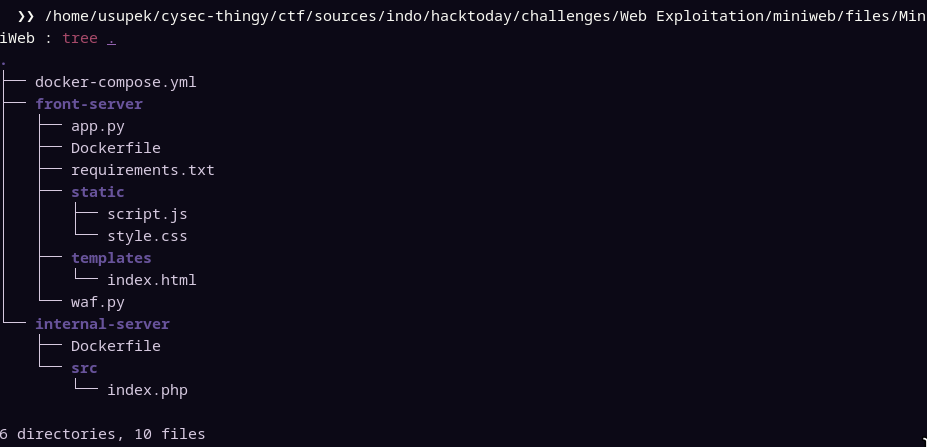 ❯❯ /home/usupek/cysec-thingy/ctf/sources/indo/hacktoday/challenges/Web Exploitation/miniweb/files/Min
iWeb : tree .
.
├── docker-compose.yml
├── front-server
│   ├── app.py
│   ├── Dockerfile
│   ├── requirements.txt
│   ├── static
│   │   ├── script.js
│   │   └── style.css
│   ├── templates
│   │   └── index.html
│   └── waf.py
└── internal-server
    ├── Dockerfile
    └── src
        └── index.php
6 directories, 10 files